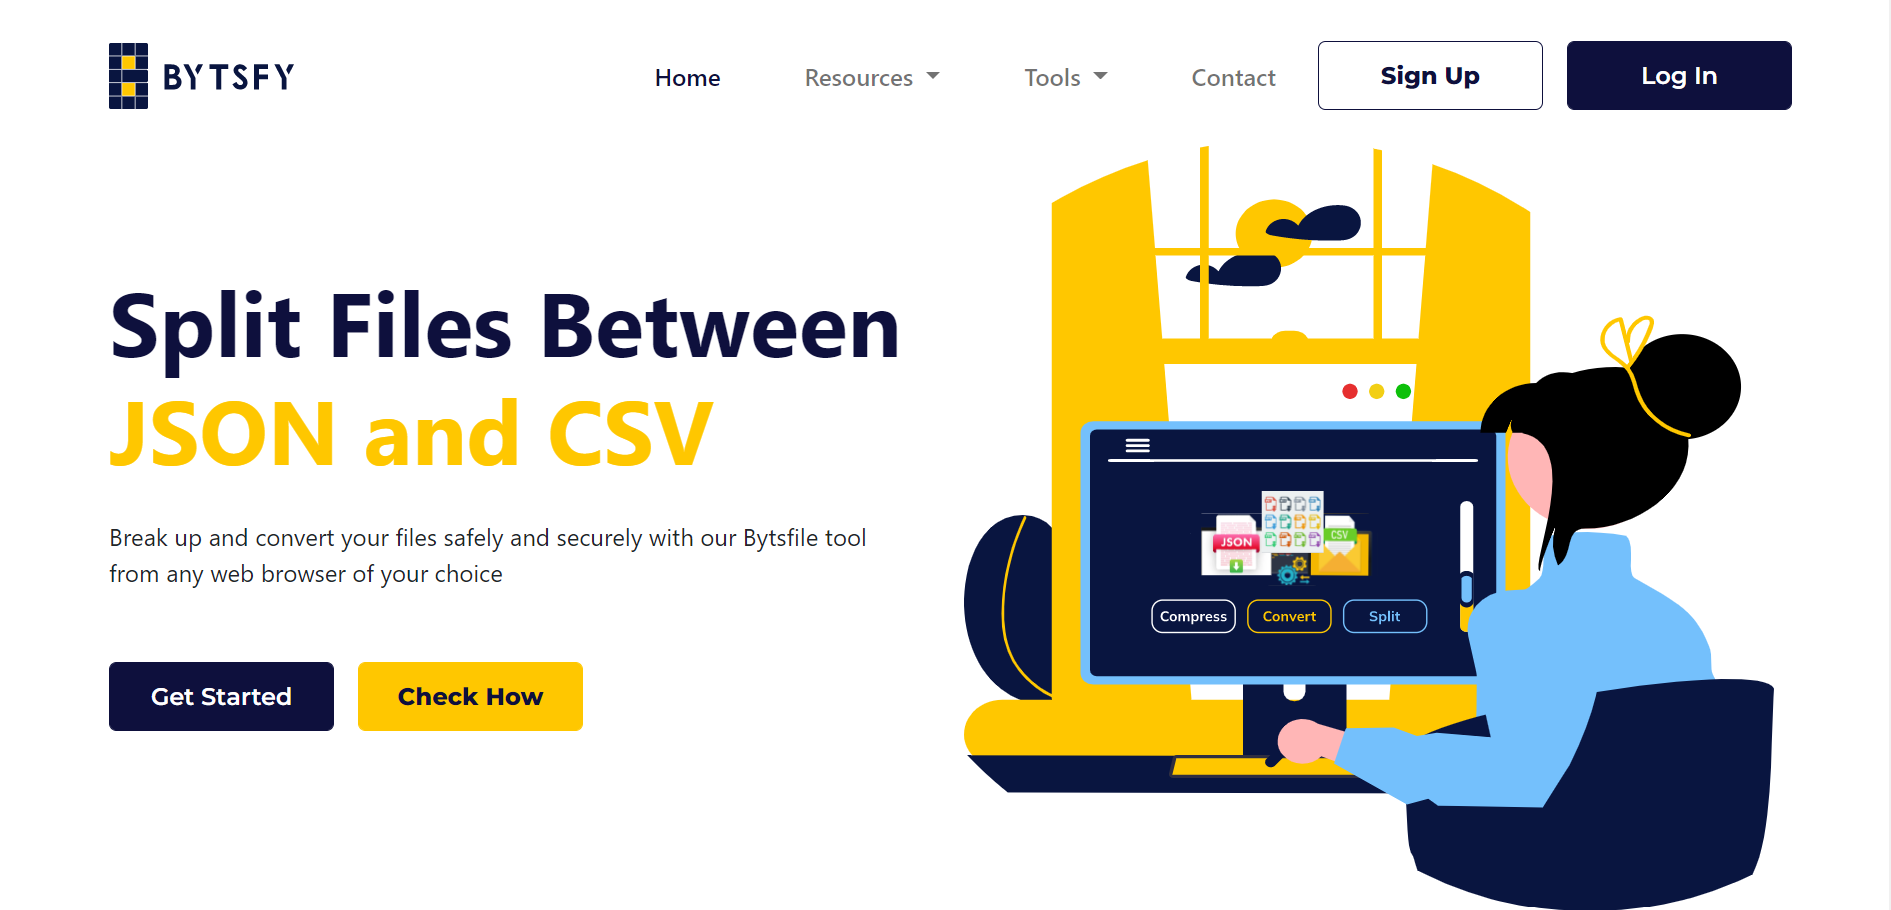 BYTSFY
Home
Resources
Tools
Contact
Sign Up
Log In
Split Files Between
JSON and CSV
Break up and convert your files safely and securely with our Bytsfile tool
from any web browser of your choice
Get Started
Check How
JSON
CSV
Compress
Convert
Split